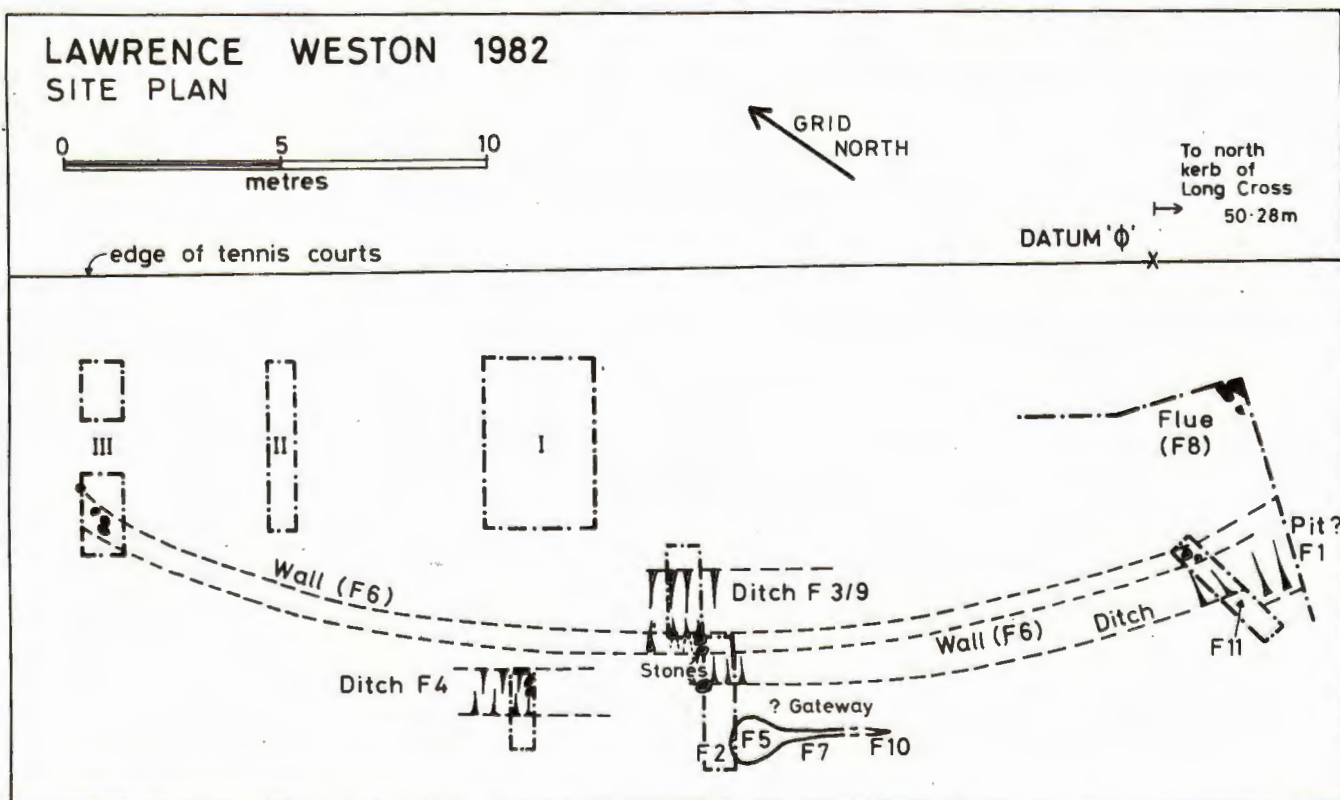 LAWRENCE WESTON 1982
SITE PLAN
0 5 10
metres
GRID
NORTH
To north
kerb of
Long Cross
50·28m
DATUM 'ϕ'
X
edge of tennis courts
III
II
I
Flue
(F8)
Pit?
F1
Wall (F6)
Ditch F 3/9
Wall (F6)
Ditch
F11
Stones
Ditch F4
? Gateway
F2
F5
F7
F10